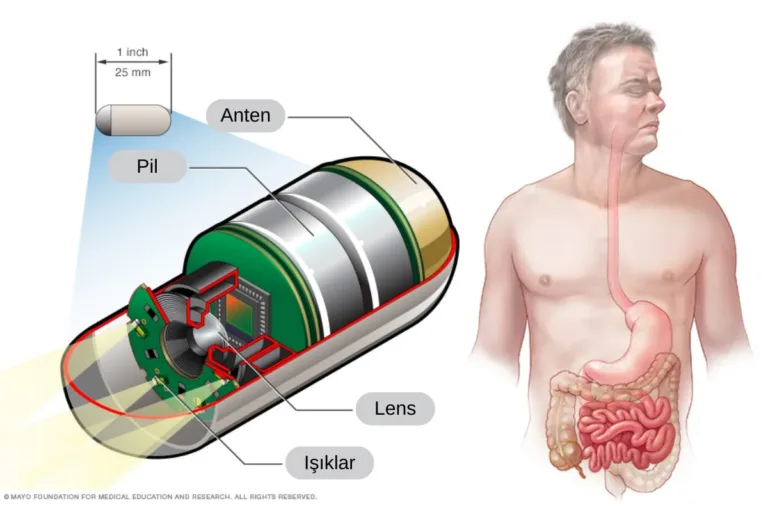 1 inch
25 mm
Anten
Pil
Lens
Işıklar
© MAYO FOUNDATION FOR MEDICAL EDUCATION AND RESEARCH. ALL RIGHTS RESERVED.